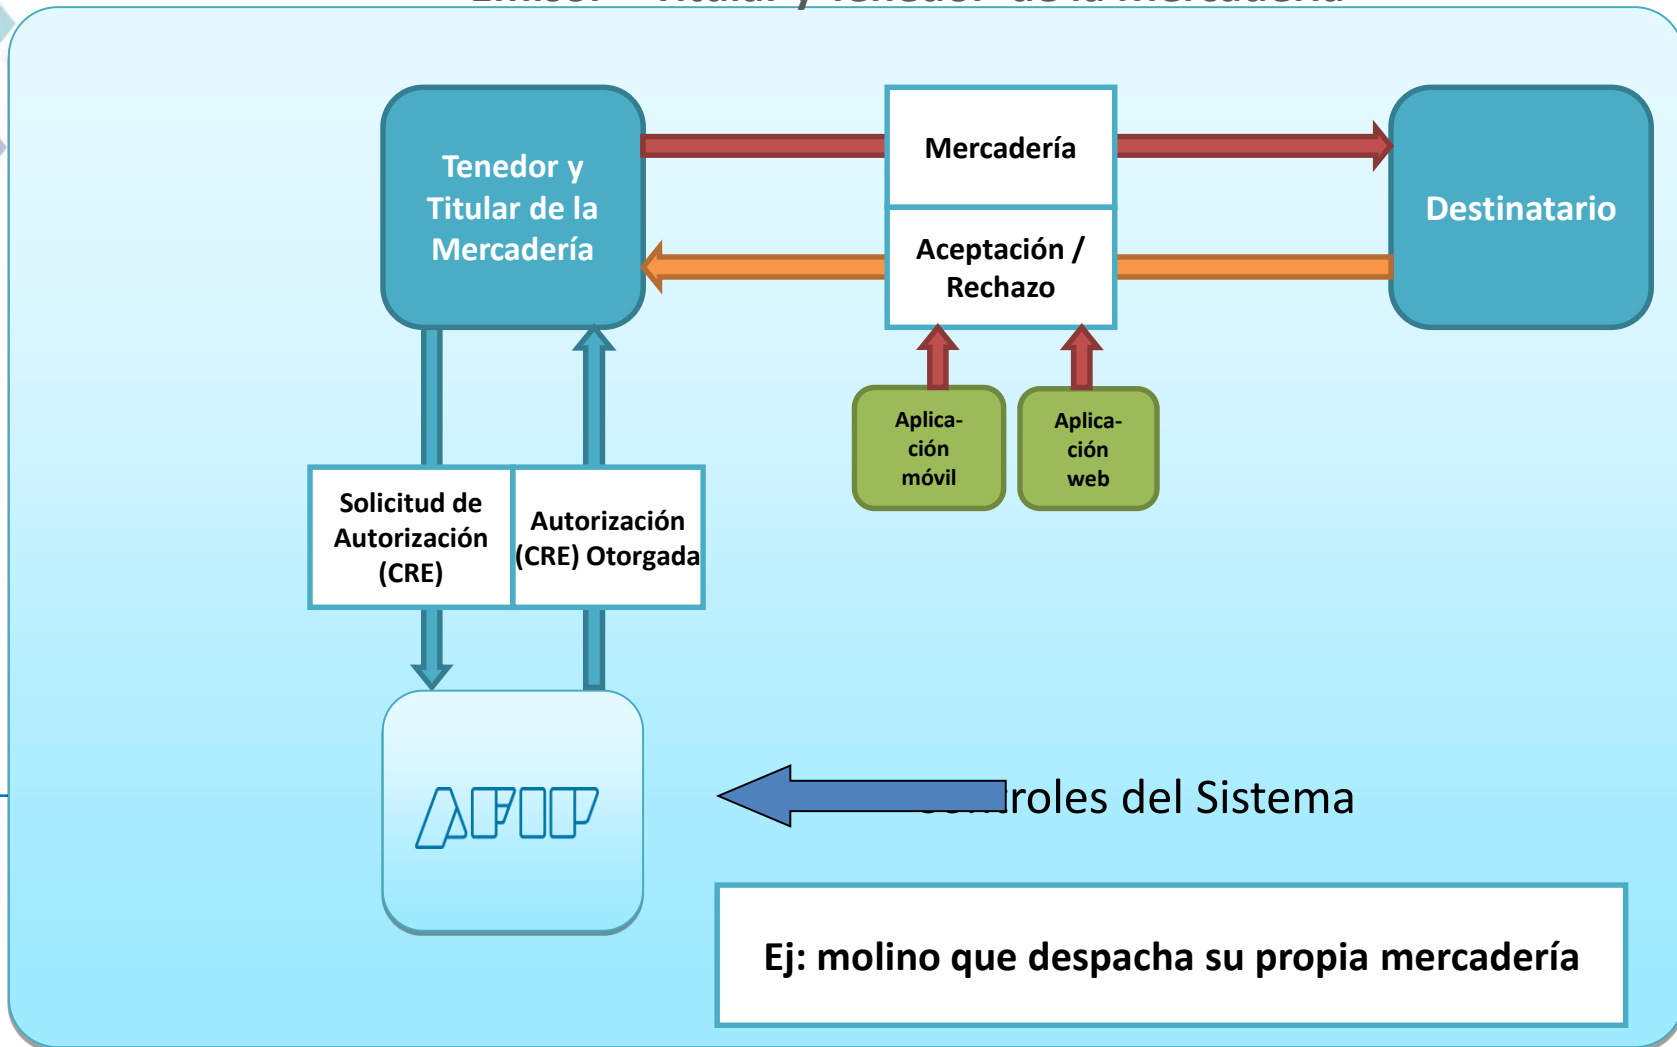 Tenedor y
Titular de la
Mercadería
Mercadería
Aceptación /
Rechazo
Destinatario
Aplica-
ción
móvil
Aplica-
ción
web
Solicitud de
Autorización
(CRE)
Autorización
(CRE) Otorgada
AFIP
roles del Sistema
Ej: molino que despacha su propia mercadería